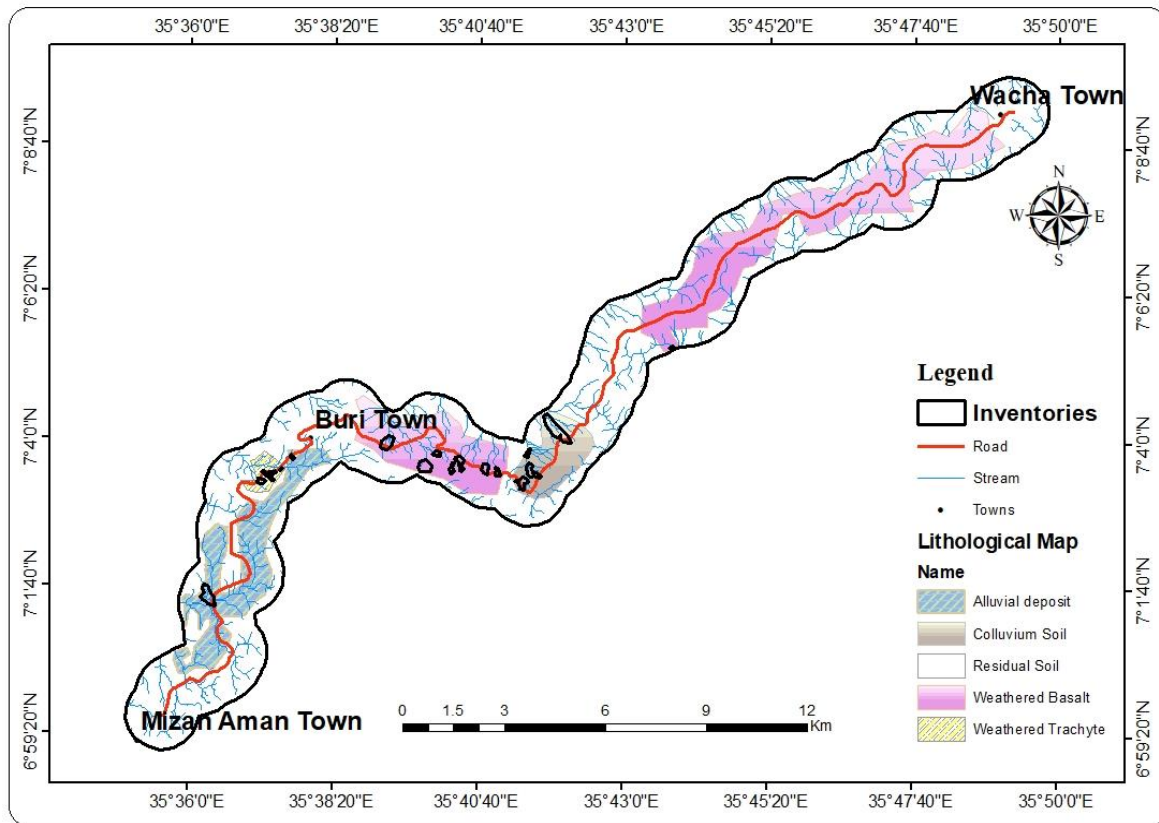 35°36'0"E 35°38'20"E 35°40'40"E 35°43'0"E 35°45'20"E 35°47'40"E 35°50'0"E
Wacha Town
7°8'40"N
7°8'40"N
N
W E
S
7°6'20"N
7°6'20"N
Legend
Inventories
Buri Town
7°4'0"N
7°4'0"N
Road
Stream
Towns
Lithological Map
Name
7°1'40"N
7°1'40"N
Alluvial deposit
Colluvium Soil
Residual Soil
Weathered Basalt
Weathered Trachyte
Mizan Aman Town
0 1.5 3 6 9 12
Km
6°59'20"N
6°59'20"N
35°36'0"E 35°38'20"E 35°40'40"E 35°43'0"E 35°45'20"E 35°47'40"E 35°50'0"E